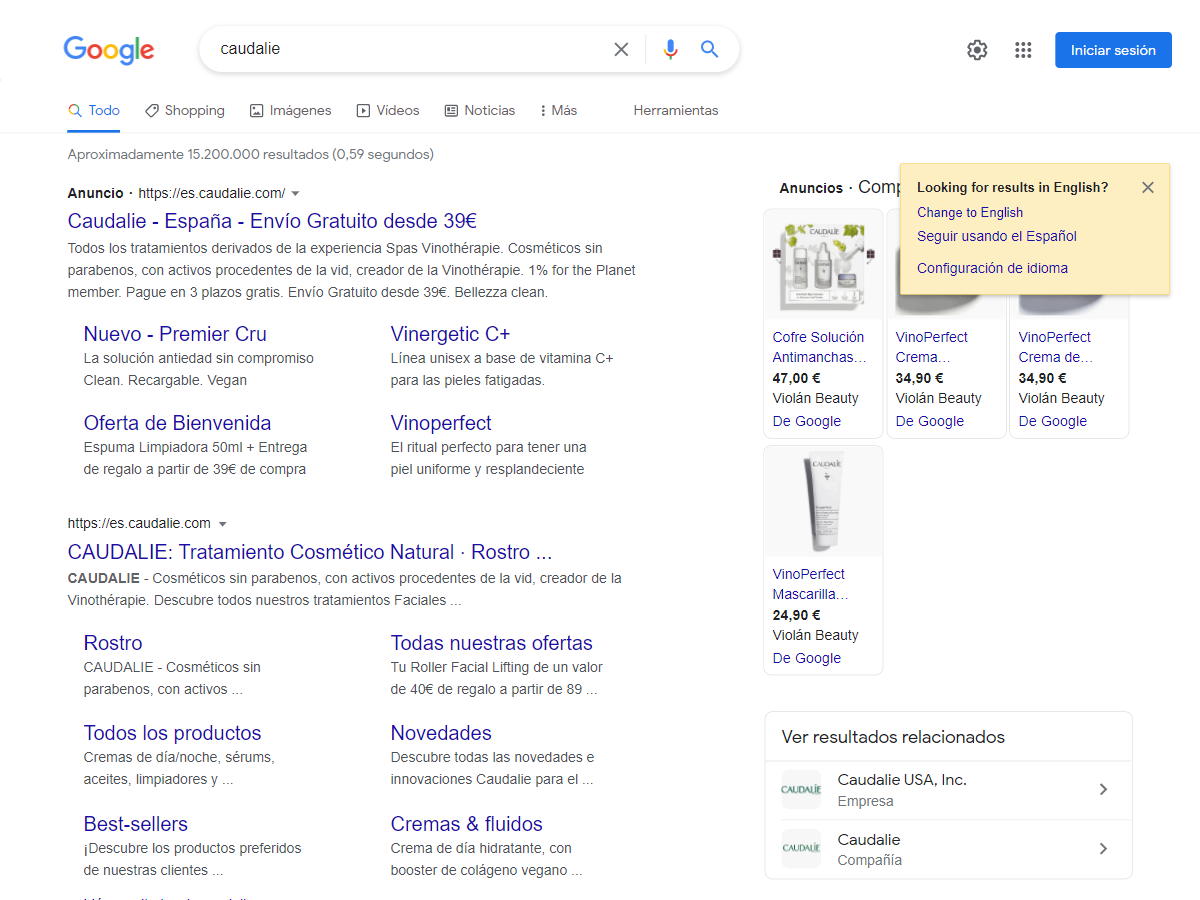 Google
caudalie
Iniciar sesión
Todo
Shopping
Imágenes
Vídeos
Noticias
Más
Herramientas
Aproximadamente 15.200.000 resultados (0,59 segundos)
Anuncio · https://es.caudalie.com/
Caudalie - España - Envío Gratuito desde 39€
Todos los tratamientos derivados de la experiencia Spas Vinothérapie. Cosméticos sin
parabenos, con activos procedentes de la vid, creador de la Vinothérapie. 1% for the Planet
member. Pague en 3 plazos gratis. Envío Gratuito desde 39€. Bellezza clean.
Nuevo - Premier Cru
La solución antiedad sin compromiso
Clean. Recargable. Vegan
Vinergetic C+
Línea unisex a base de vitamina C+
para las pieles fatigadas.
Oferta de Bienvenida
Espuma Limpiadora 50ml + Entrega
de regalo a partir de 39€ de compra
Vinoperfect
El ritual perfecto para tener una
piel uniforme y resplandeciente
https://es.caudalie.com
CAUDALIE: Tratamiento Cosmético Natural · Rostro ...
CAUDALIE - Cosméticos sin parabenos, con activos procedentes de la vid, creador de la
Vinothérapie. Descubre todos nuestros tratamientos Faciales ...
Rostro
CAUDALIE - Cosméticos sin
parabenos, con activos ...
Todas nuestras ofertas
Tu Roller Facial Lifting de un valor
de 40€ de regalo a partir de 89 ...
Todos los productos
Cremas de día/noche, sérums,
aceites, limpiadores y ...
Novedades
Descubre todas las novedades e
innovaciones Caudalie para el ...
Best-sellers
¡Descubre los productos preferidos
de nuestras clientes ...
Cremas & fluidos
Crema de día hidratante, con
booster de colágeno vegano ...
Anuncios · Comp
Looking for results in English?
Change to English
Seguir usando el Español
Configuración de idioma
CAUDALIE
Cofre Solución
Antimanchas...
47,00 €
Violán Beauty
De Google
VinoPerfect
Crema...
34,90 €
Violán Beauty
De Google
VinoPerfect
Crema de...
34,90 €
Violán Beauty
De Google
CAUDALIE
VinoPerfect
Mascarilla...
24,90 €
Violán Beauty
De Google
Ver resultados relacionados
CAUDALIE
Caudalie USA, Inc.
Empresa
CAUDALIE
Caudalie
Compañía